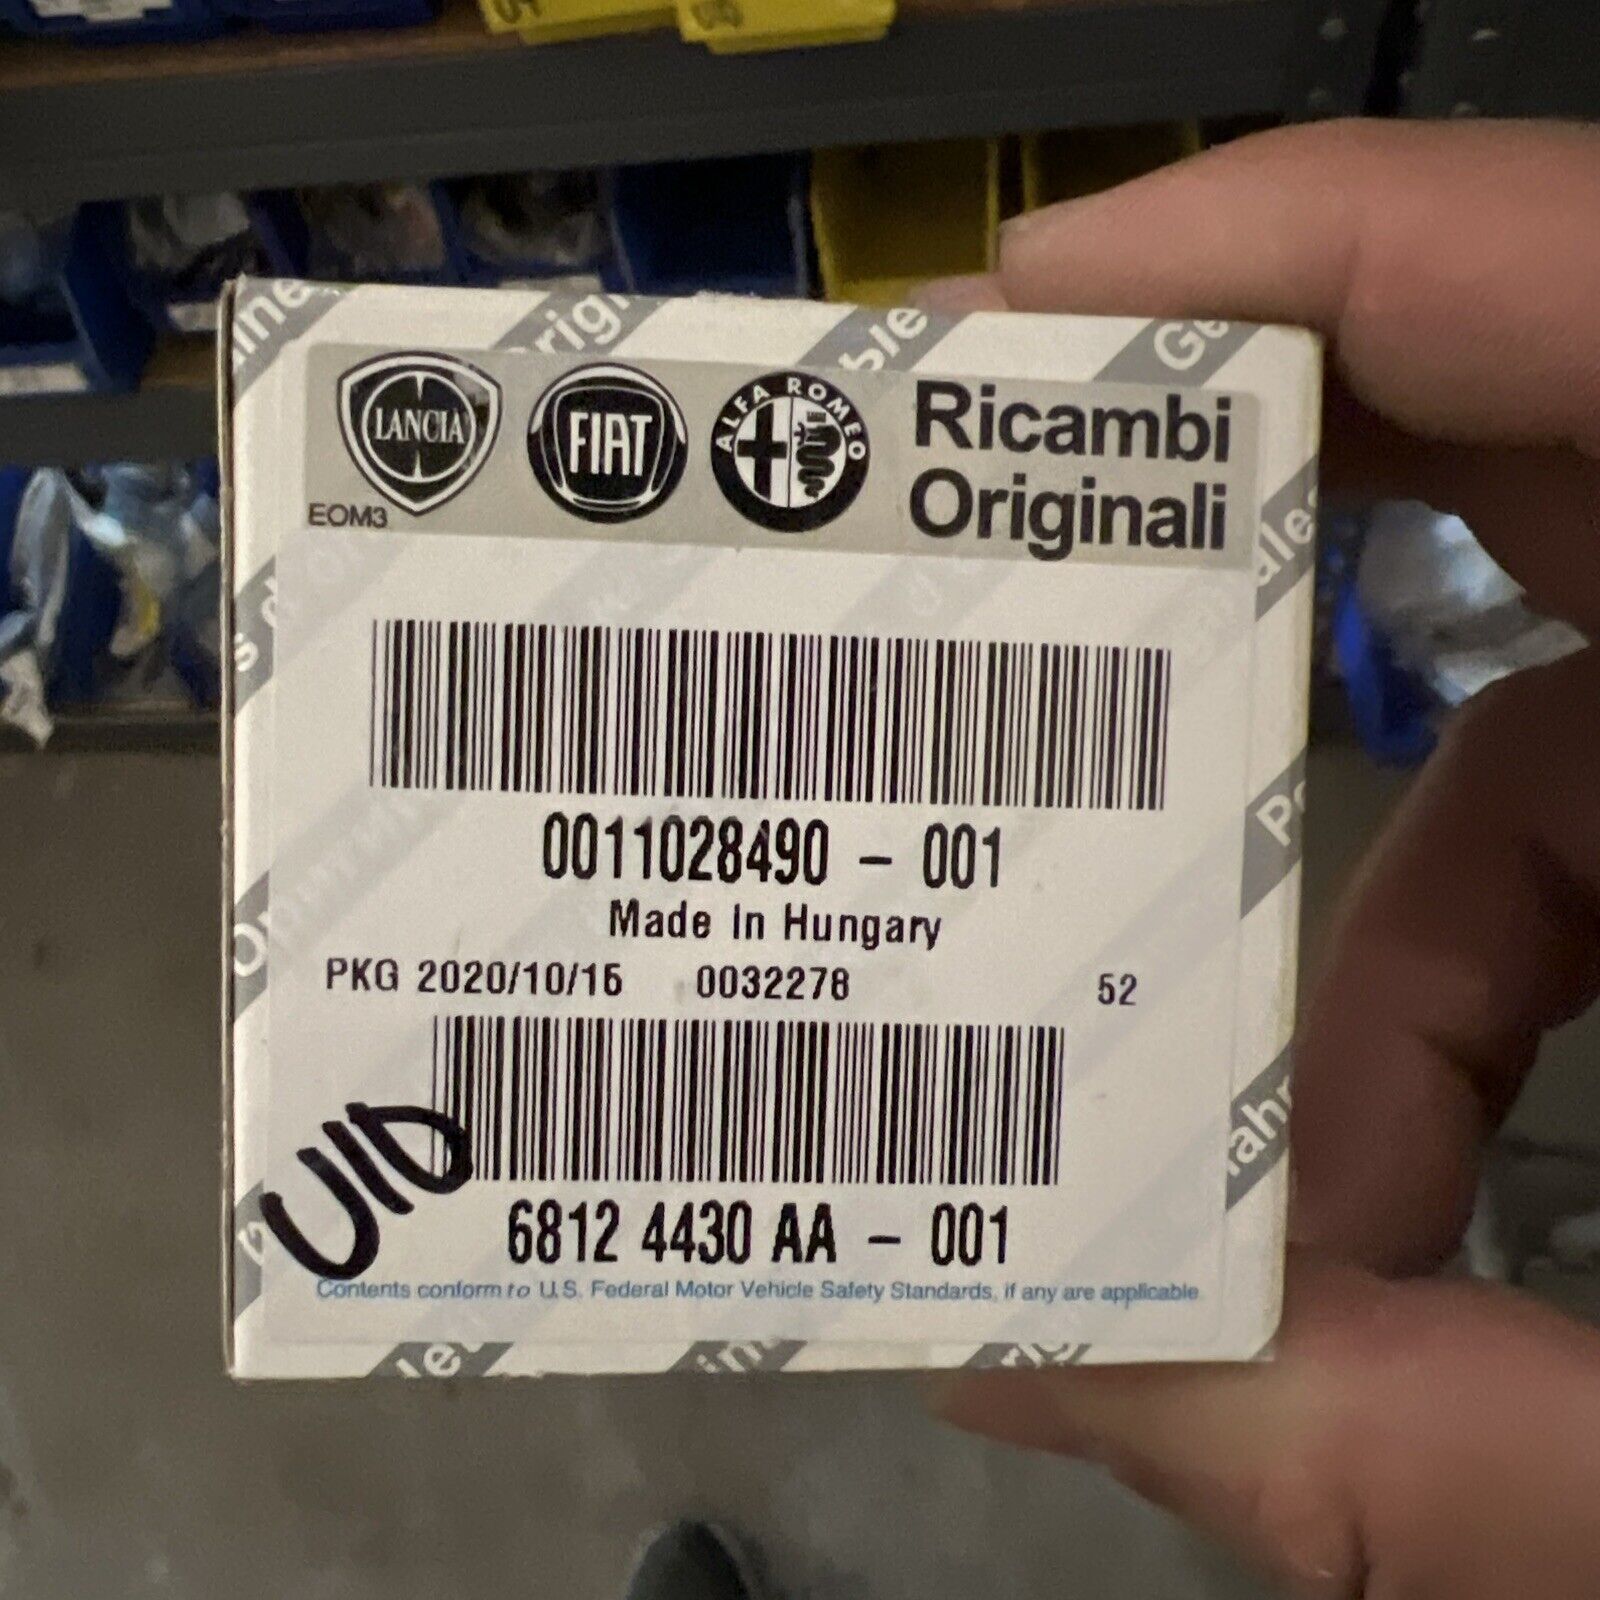 LANCIA
FIAT
ALFA ROMEO
Ricambi
Originali
EOM3
0011028490 - 001
Made In Hungary
PKG 2020/10/15 0032278 52
UID
6812 4430 AA - 001
Contents conform to U.S. Federal Motor Vehicle Safety Standards, if any are applicable